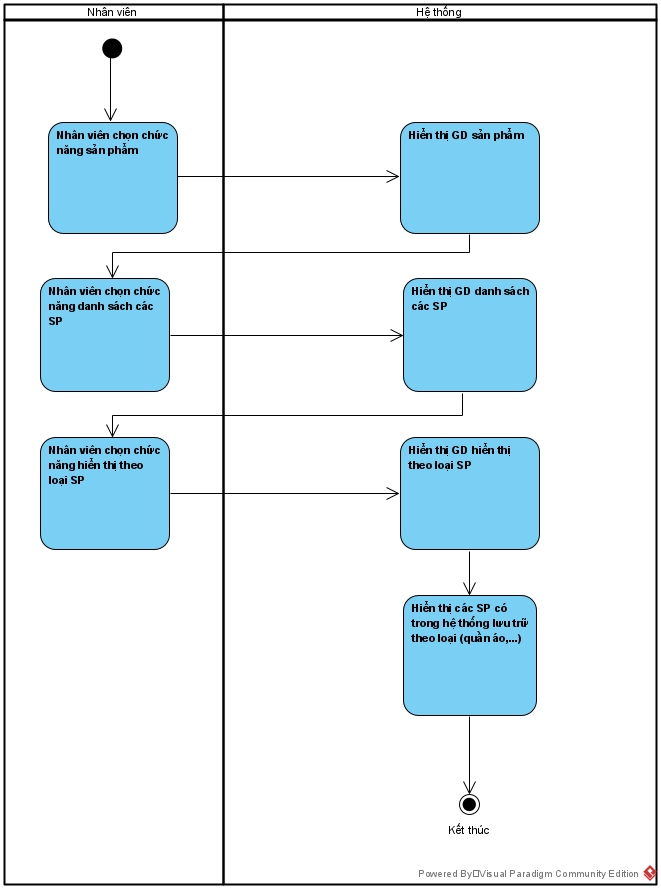 Nhân viên
Hệ thống
Nhân viên chọn chức
năng sản phẩm
Hiển thị GD sản phẩm
Nhân viên chọn chức
năng danh sách các
SP
Hiển thị GD danh sách
các SP
Nhân viên chọn chức
năng hiển thị theo
loại SP
Hiển thị GD hiển thị
theo loại SP
Hiển thị các SP có
trong hệ thống lưu trữ
theo loại (quần áo,...)
Kết thúc
Powered By Visual Paradigm Community Edition